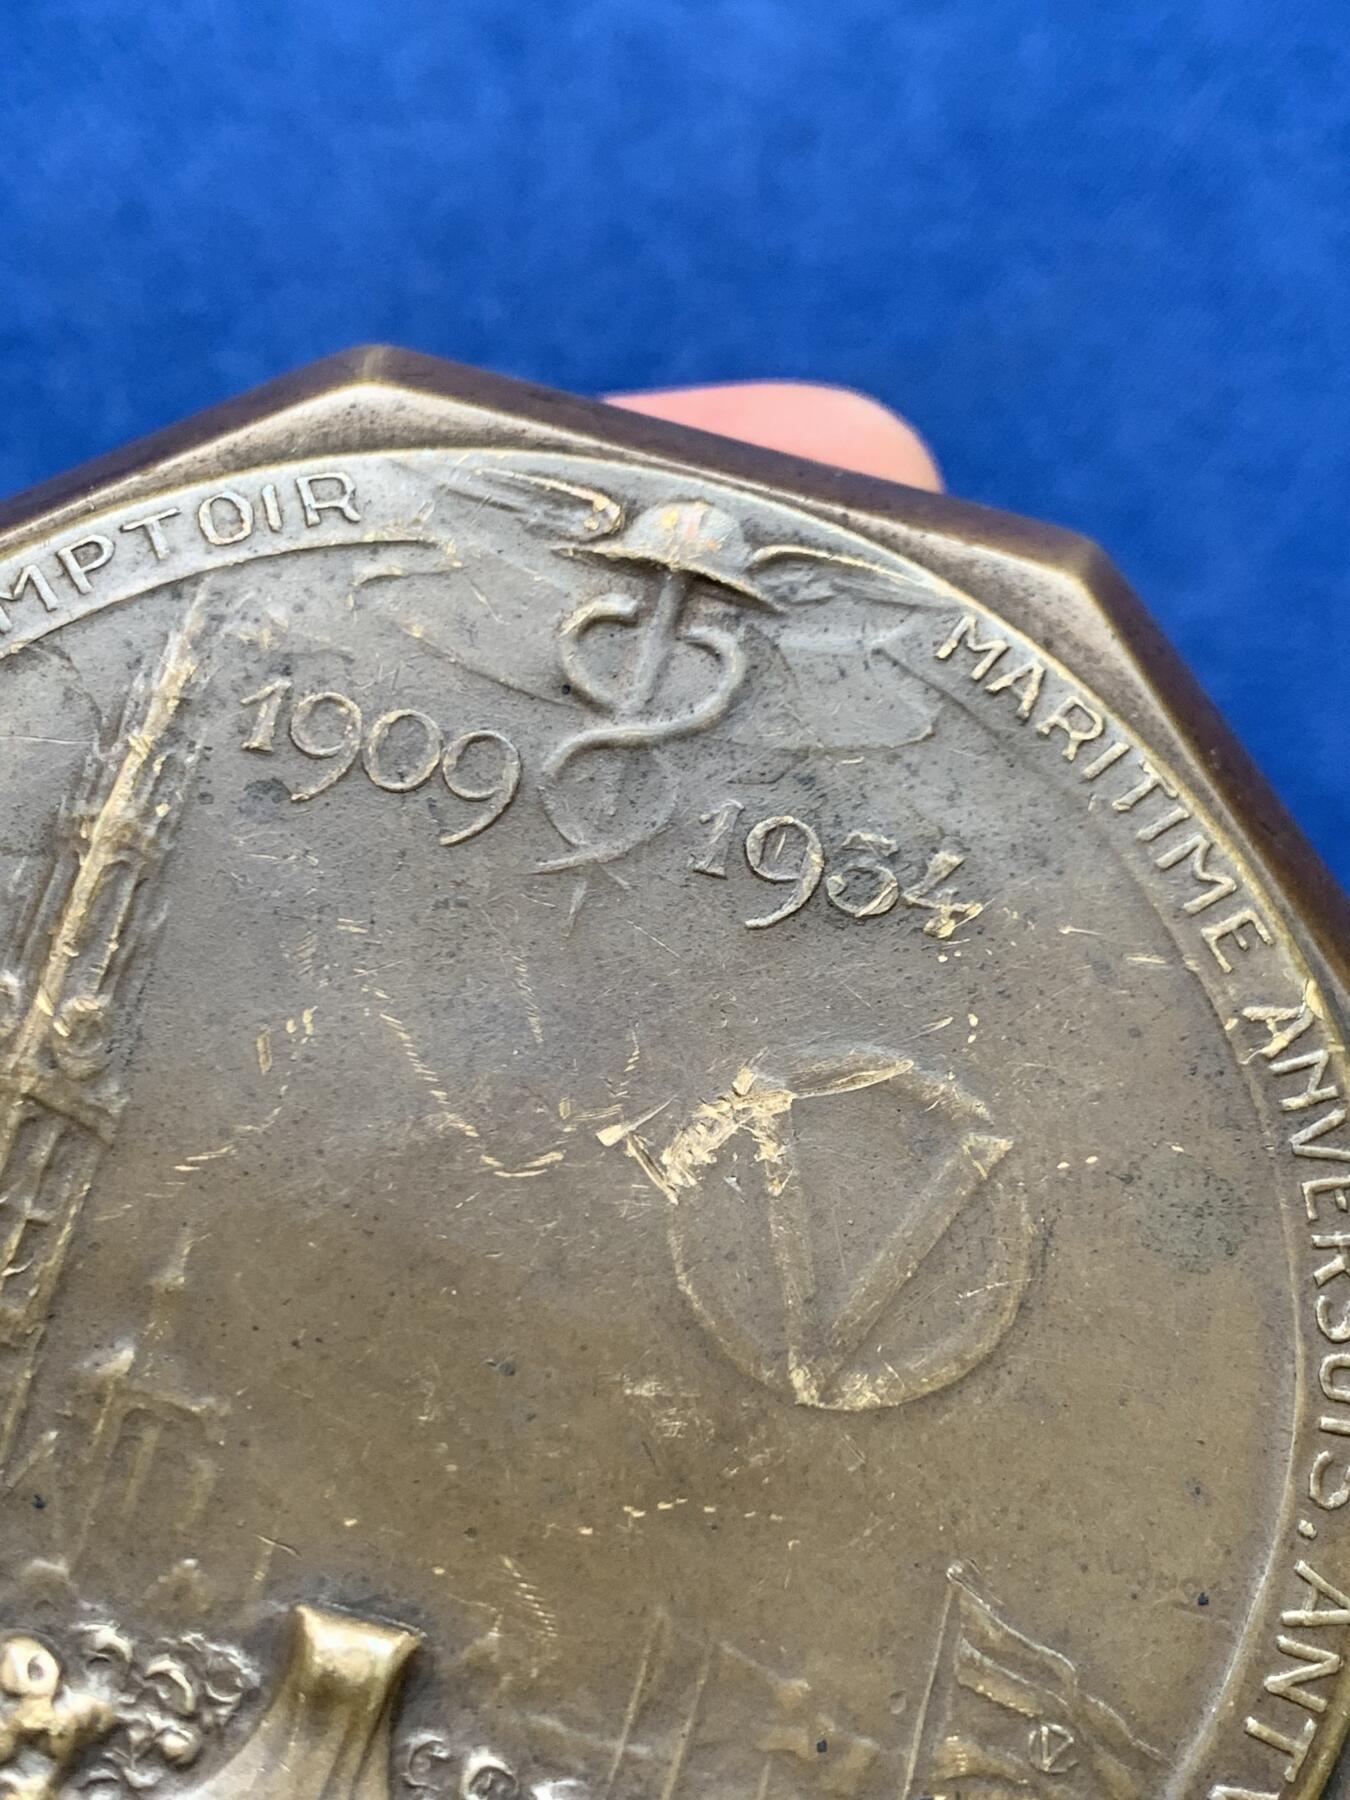 MPTOIR
MARITIME ANVERSOIS. ANT
1909
1934
V
V